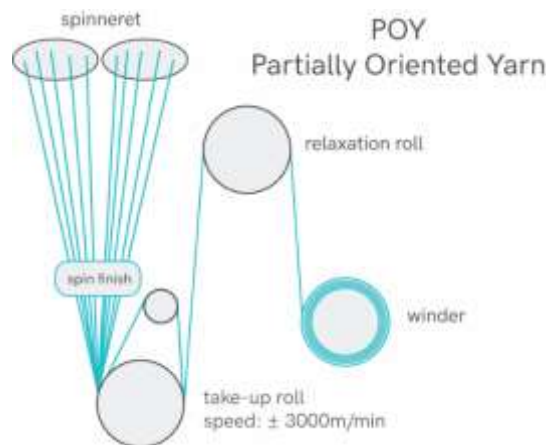 spinneret
POY
Partially Oriented Yarn
relaxation roll
spin finish
winder
take-up roll
speed: ± 3000m/min